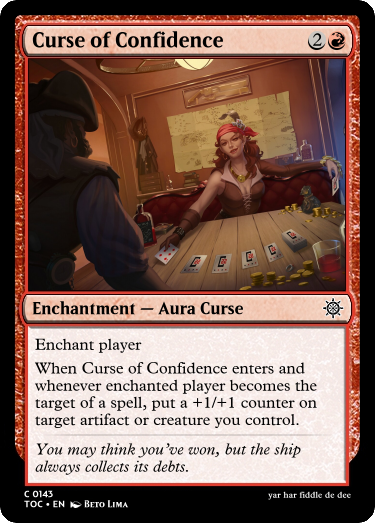 Curse of Confidence 2
Enchantment — Aura Curse
Enchant player
When Curse of Confidence enters and
whenever enchanted player becomes the
target of a spell, put a +1/+1 counter on
target artifact or creature you control.
You may think you've won, but the ship
always collects its debts.
C 0143
TOC • EN Beto Lima
yar har fiddle de dee